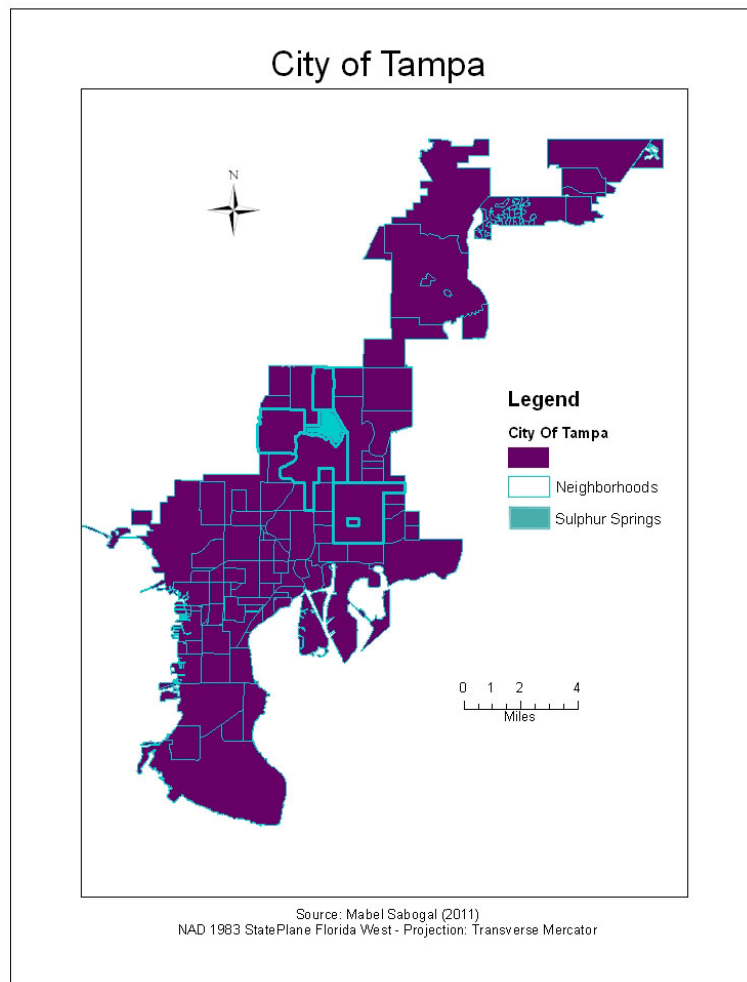 City of Tampa
N
Legend
City Of Tampa
Neighborhoods
Sulphur Springs
0 1 2 4
Miles
Source: Mabel Sabogal (2011)
NAD 1983 StatePlane Florida West - Projection: Transverse Mercator